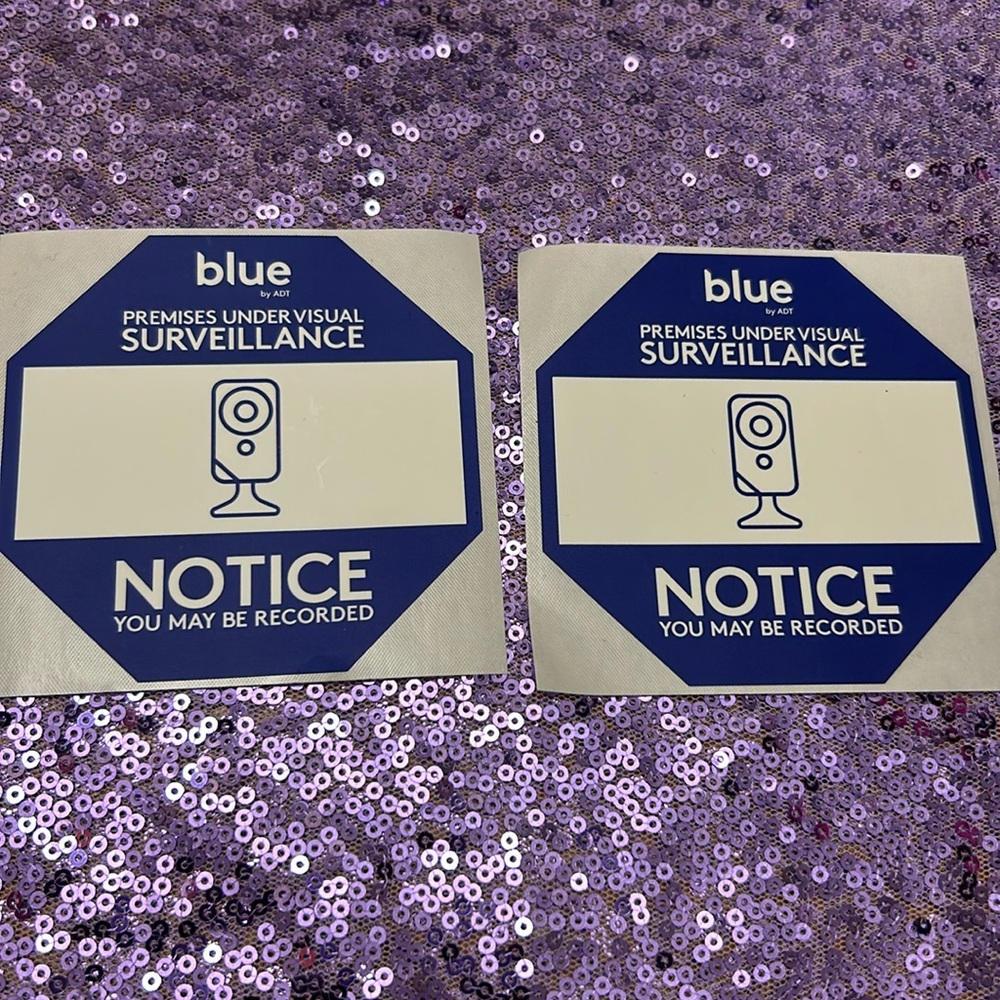 blue
by ADT
PREMISES UNDER VISUAL
SURVEILLANCE
NOTICE
YOU MAY BE RECORDED
blue
by ADT
PREMISES UNDER VISUAL
SURVEILLANCE
NOTICE
YOU MAY BE RECORDED